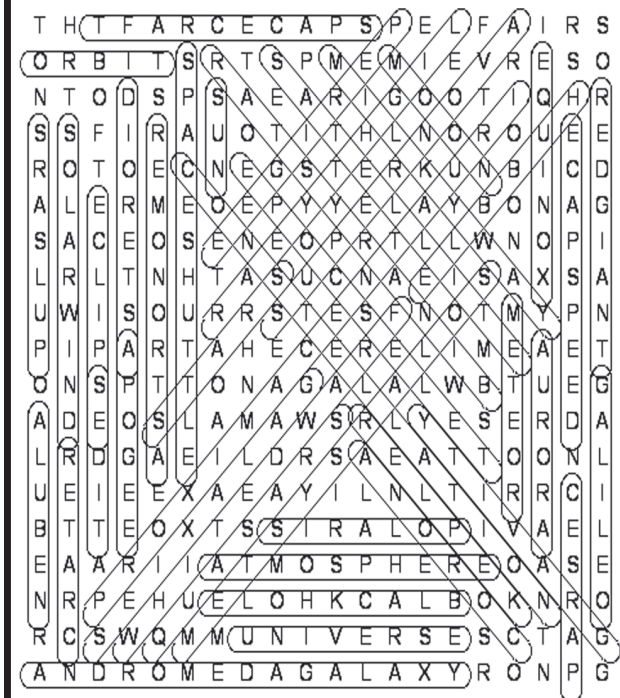 T H T F A R C E C A P S P E L F A I R S
O R B I T S R T S P M E M I E V R E S O
N T O D S P S A E A R I G O O T I Q H R
S S F I R A U O T I T H L N O R O U E E
R O T O E C N E G S T E R K U N B I C D
A L E R M E O E P Y Y E L A Y B O N A G
S A C E O S E N E O P R T L L W N O P I
L R L T N H T A S U C N A E I S A X S A
U W I S O U R R S T E S F N O T M Y P N
P I P A R T A H E C E R E L I M E A E T
O N S P T T O N A G A L A L W B T U E G
A D E O S L A M A W S R L Y E S E R D A
L R D G A E I L D R S A E A T T O O N L
U E I E E X A E A Y I L N L T I R R C I
B T T E O X T S S I R A L O P I V A E L
E A A R I I A T M O S P H E R E O A S E
N R P E H U E L O H K C A L B O K N R O
R C S W Q M M U N I V E R S E S C T A G
A N D R O M E D A G A L A X Y R O N P G